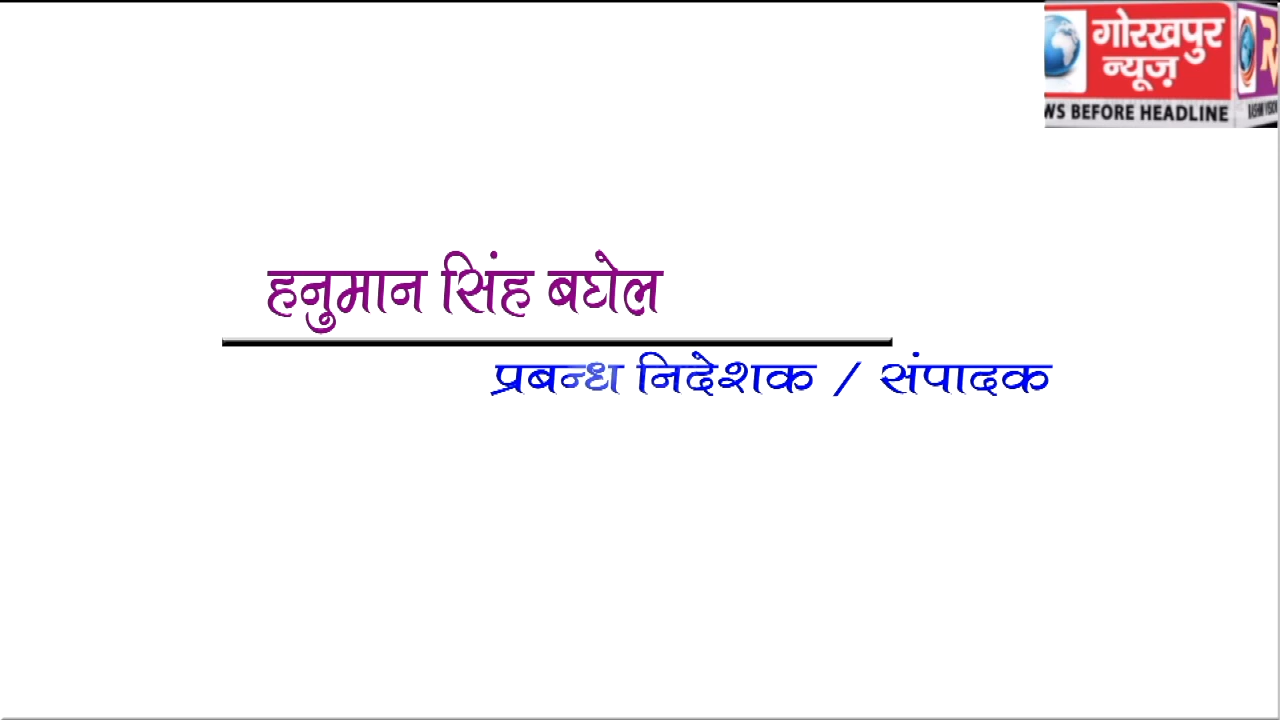 गोरखपुर
न्यूज़
WS BEFORE HEADLINE
हनुमान सिंह बघेल
प्रबन्ध निदेशक / संपादक